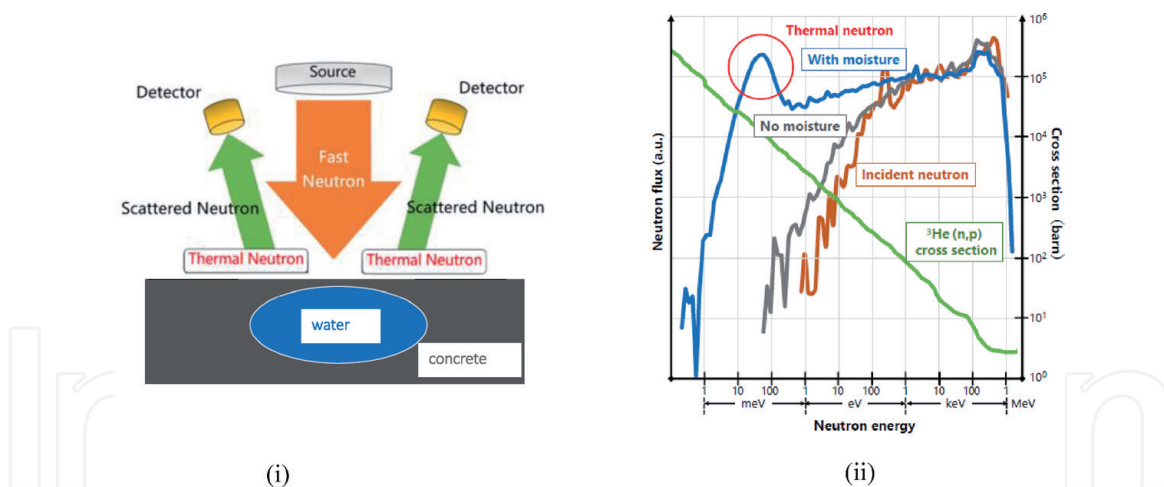 Source
Detector
Detector
Fast
Neutron
Scattered Neutron
Scattered Neutron
Thermal Neutron
Thermal Neutron
water
concrete
(i)
Thermal neutron
With moisture
No moisture
Incident neutron
³He (n,p)
cross section
Neutron flux (a.u.)
Cross section (barn)
10⁶
10⁵
10⁴
10³
10²
10¹
10⁰
1 10 100 1 10 100 1 10 100 1
meV eV keV MeV
Neutron energy
(ii)